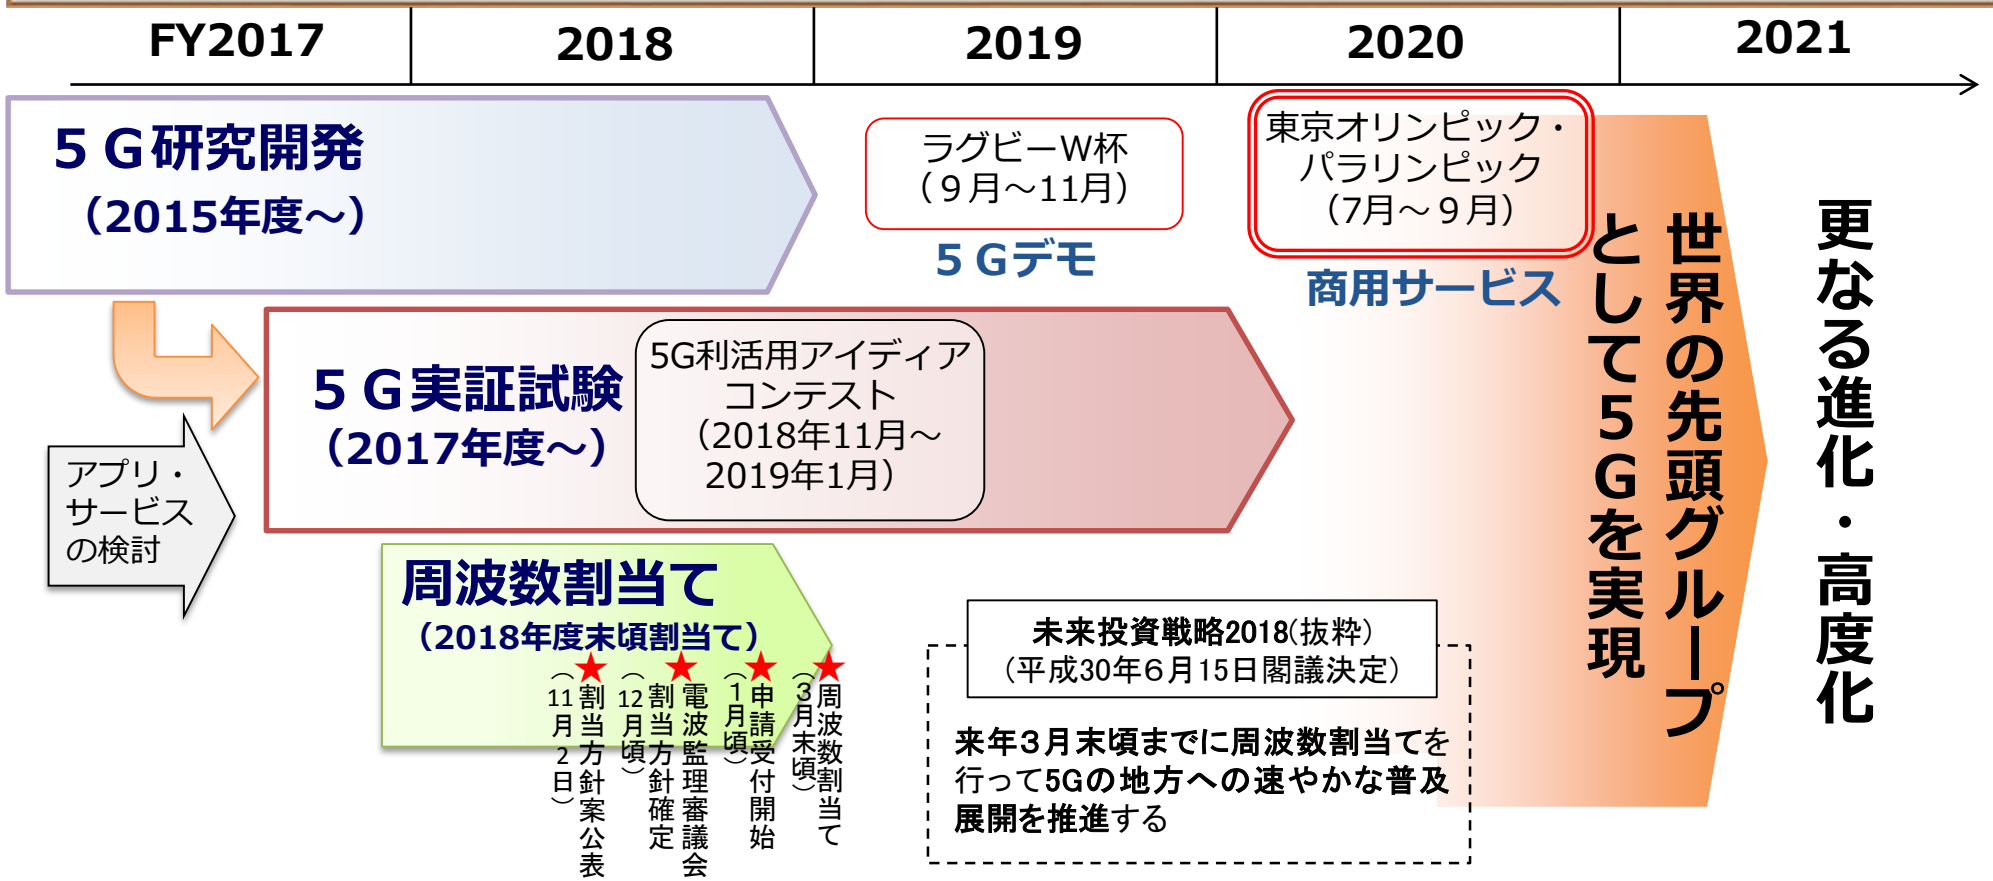 FY2017
2018
2019
2020
2021
5G研究開発
（2015年度～）
ラグビーW杯
（9月～11月）
5Gデモ
東京オリンピック・
パラリンピック
（7月～9月）
商用サービス
世界の先頭グループ
として5Gを実現
更なる進化・高度化
5G実証試験
（2017年度～）
5G利活用アイディア
コンテスト
（2018年11月～
2019年1月）
アプリ・
サービス
の検討
周波数割当て
（2018年度末頃割当て）
★
割当方針案公表
（11月2日）
★
電波監理審議会
割当方針確定
（12月頃）
★
申請受付開始
（1月頃）
★
周波数割当て
（3月末頃）
未来投資戦略2018(抜粋)
(平成30年6月15日閣議決定)
来年3月末頃までに周波数割当てを
行って5Gの地方への速やかな普及
展開を推進する